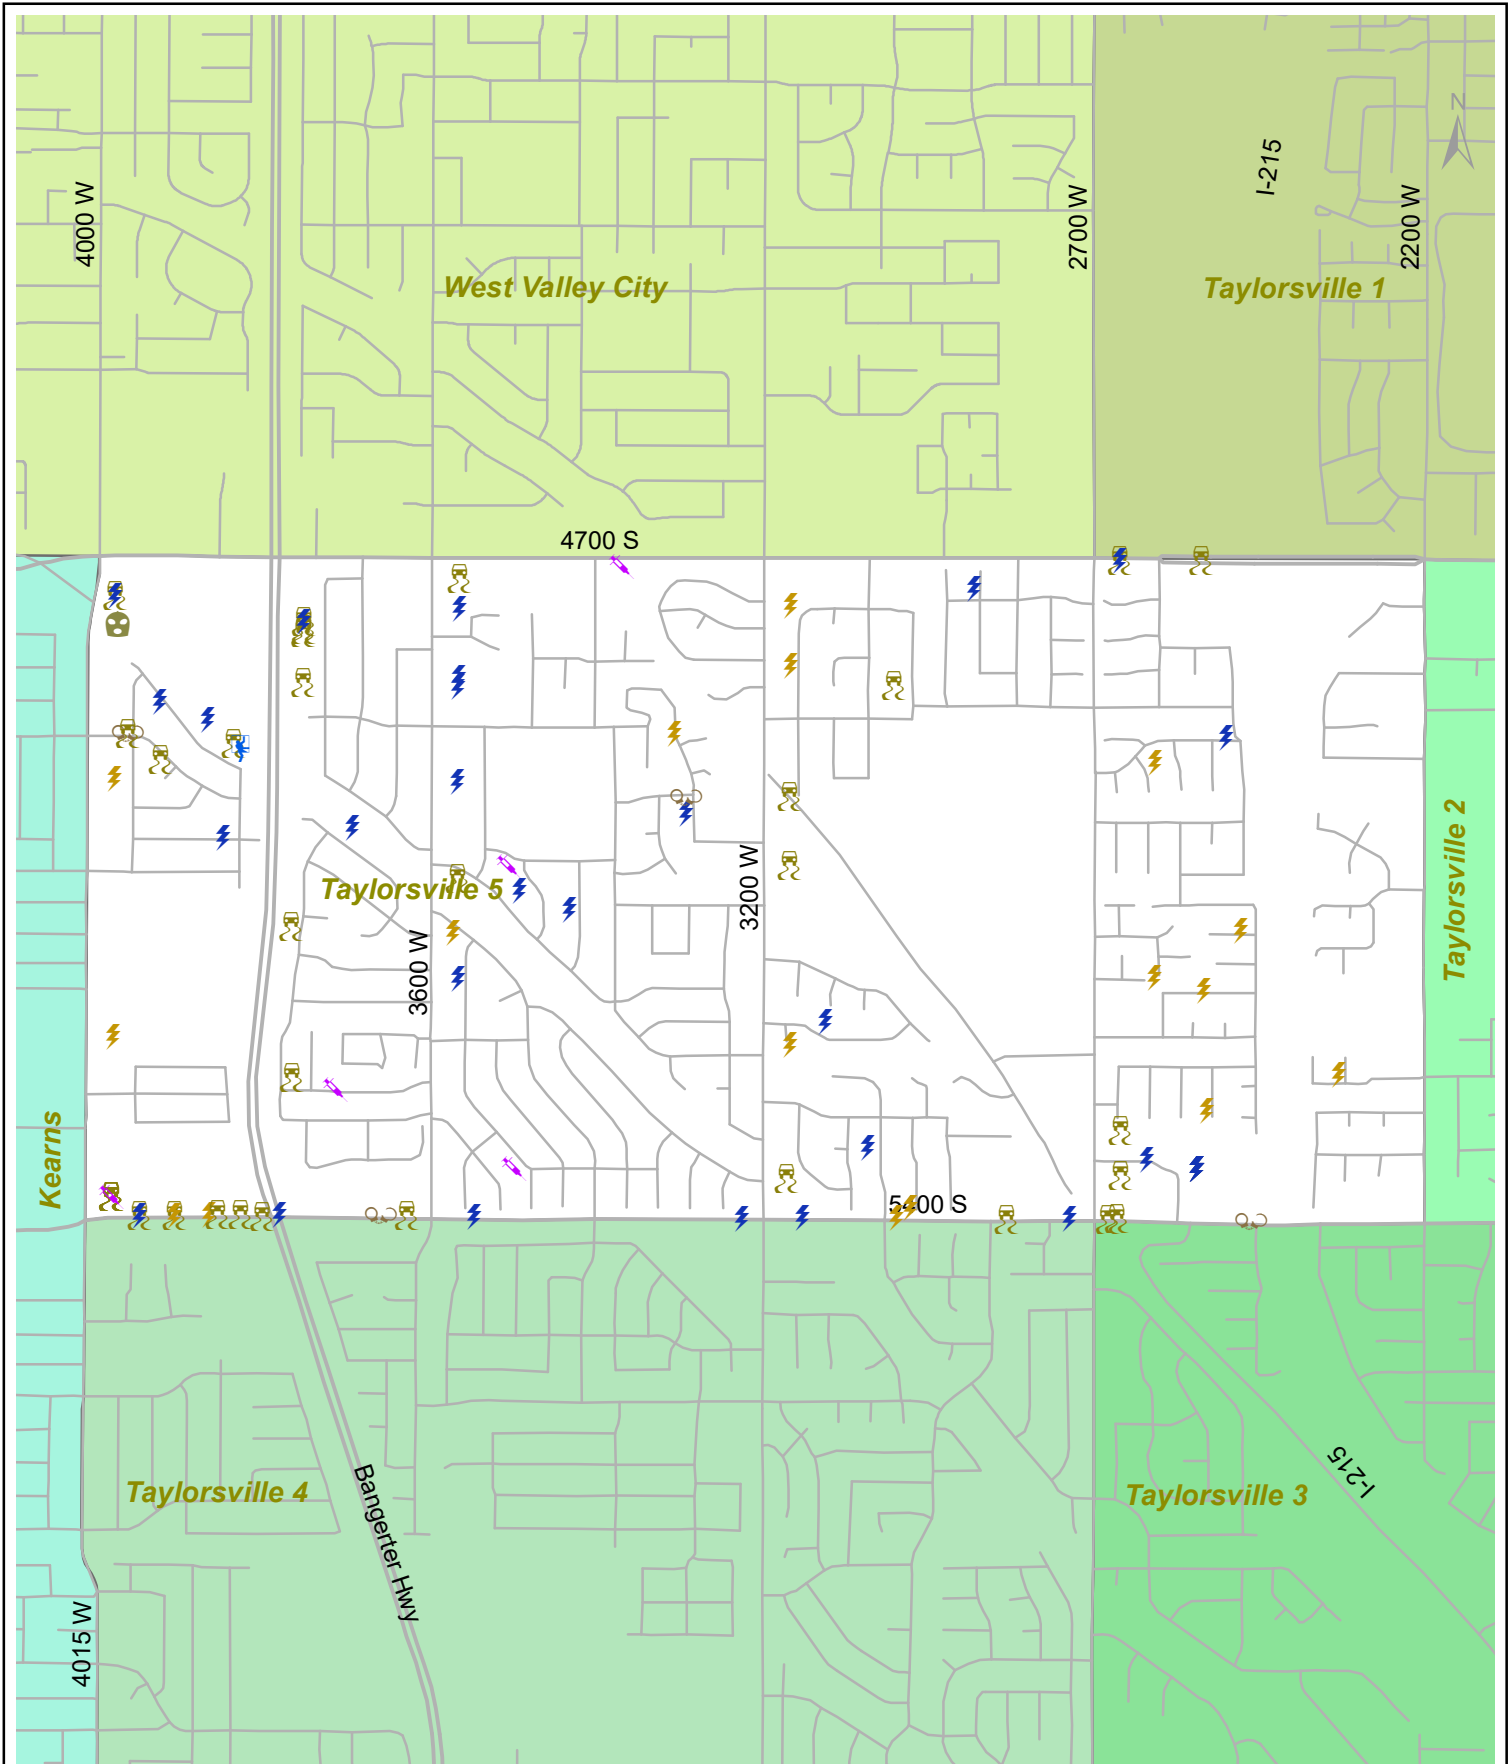 N
I-215
4000 W
2700 W
2200 W
West Valley City
Taylorsville 1
4700 S
Taylorsville 2
3200 W
Taylorsville 5
3600 W
Kearns
5400 S
I-215
Taylorsville 4
Taylorsville 3
Bangerter Hwy
4015 W